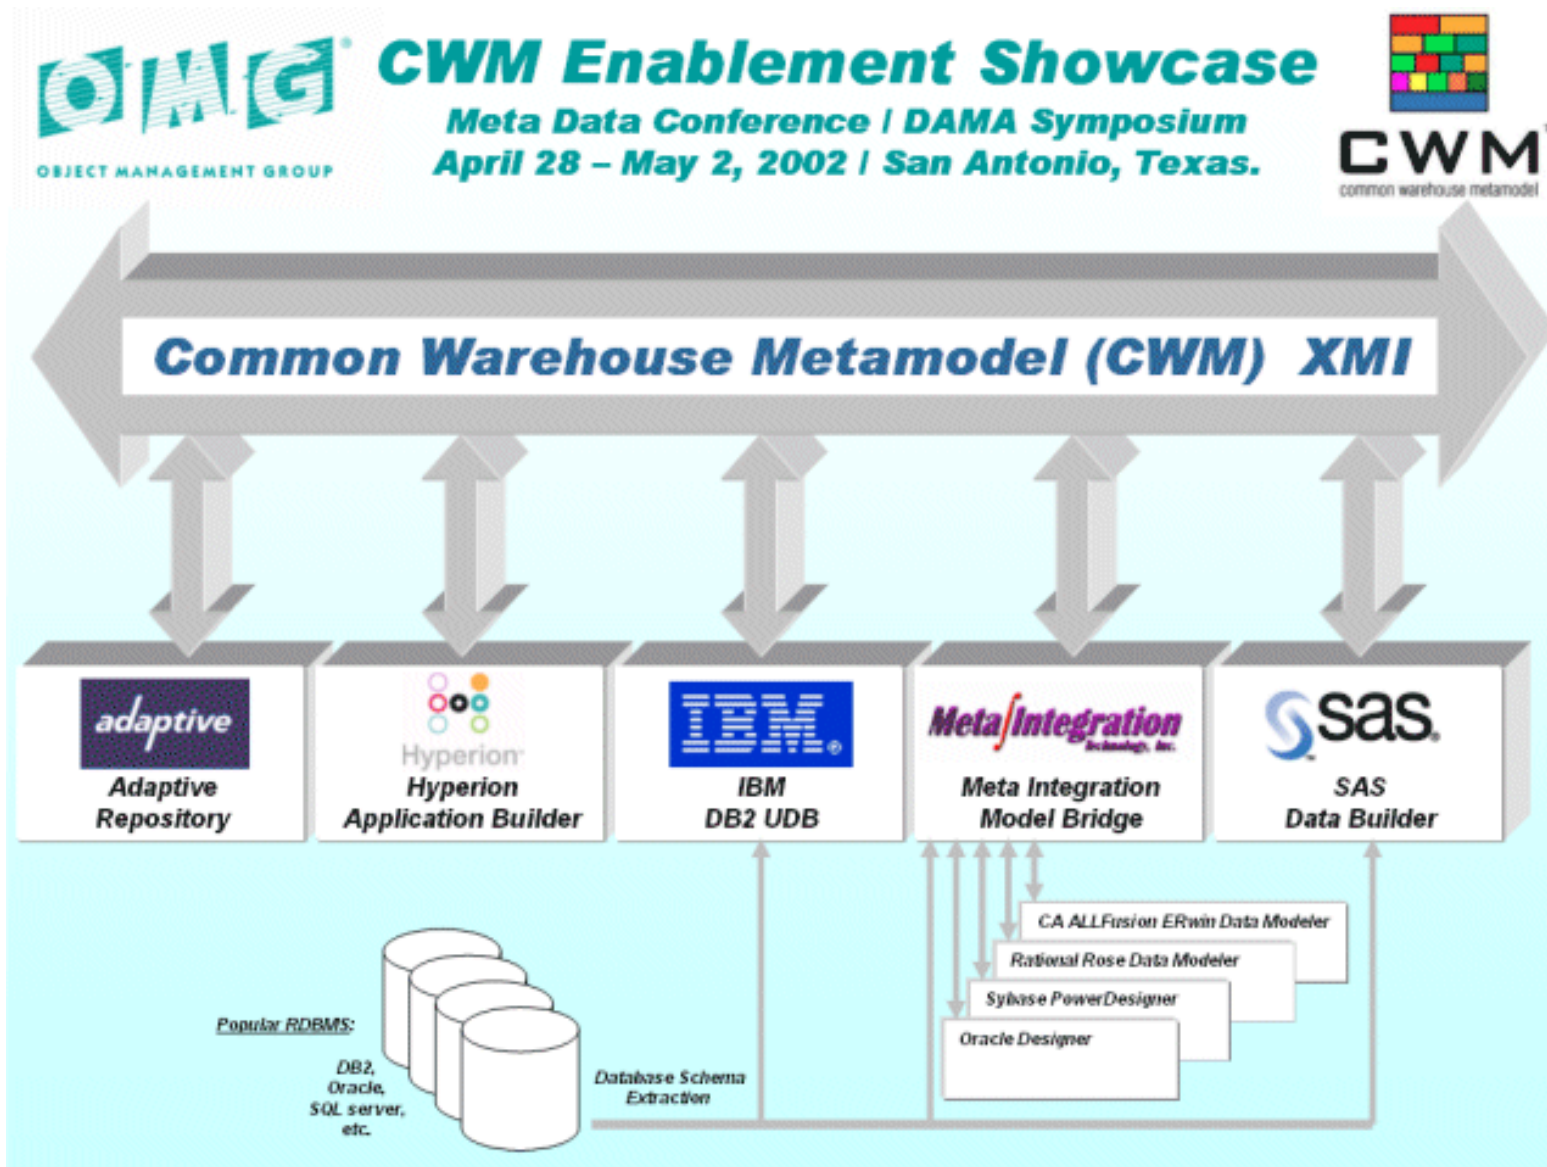 OMG®
OBJECT MANAGEMENT GROUP
CWM Enablement Showcase
Meta Data Conference / DAMA Symposium
April 28 – May 2, 2002 / San Antonio, Texas.
CWM
common warehouse metamodel
Common Warehouse Metamodel (CWM) XMI
adaptive
Adaptive
Repository
Hyperion
Hyperion
Application Builder
IBM®
IBM
DB2 UDB
Meta Integration
Technology, Inc.
Meta Integration
Model Bridge
sas
SAS
Data Builder
CA ALLFusion ERwin Data Modeler
Rational Rose Data Modeler
Sybase PowerDesigner
Oracle Designer
Popular RDBMS:
DB2,
Oracle,
SQL server,
etc.
Database Schema
Extraction